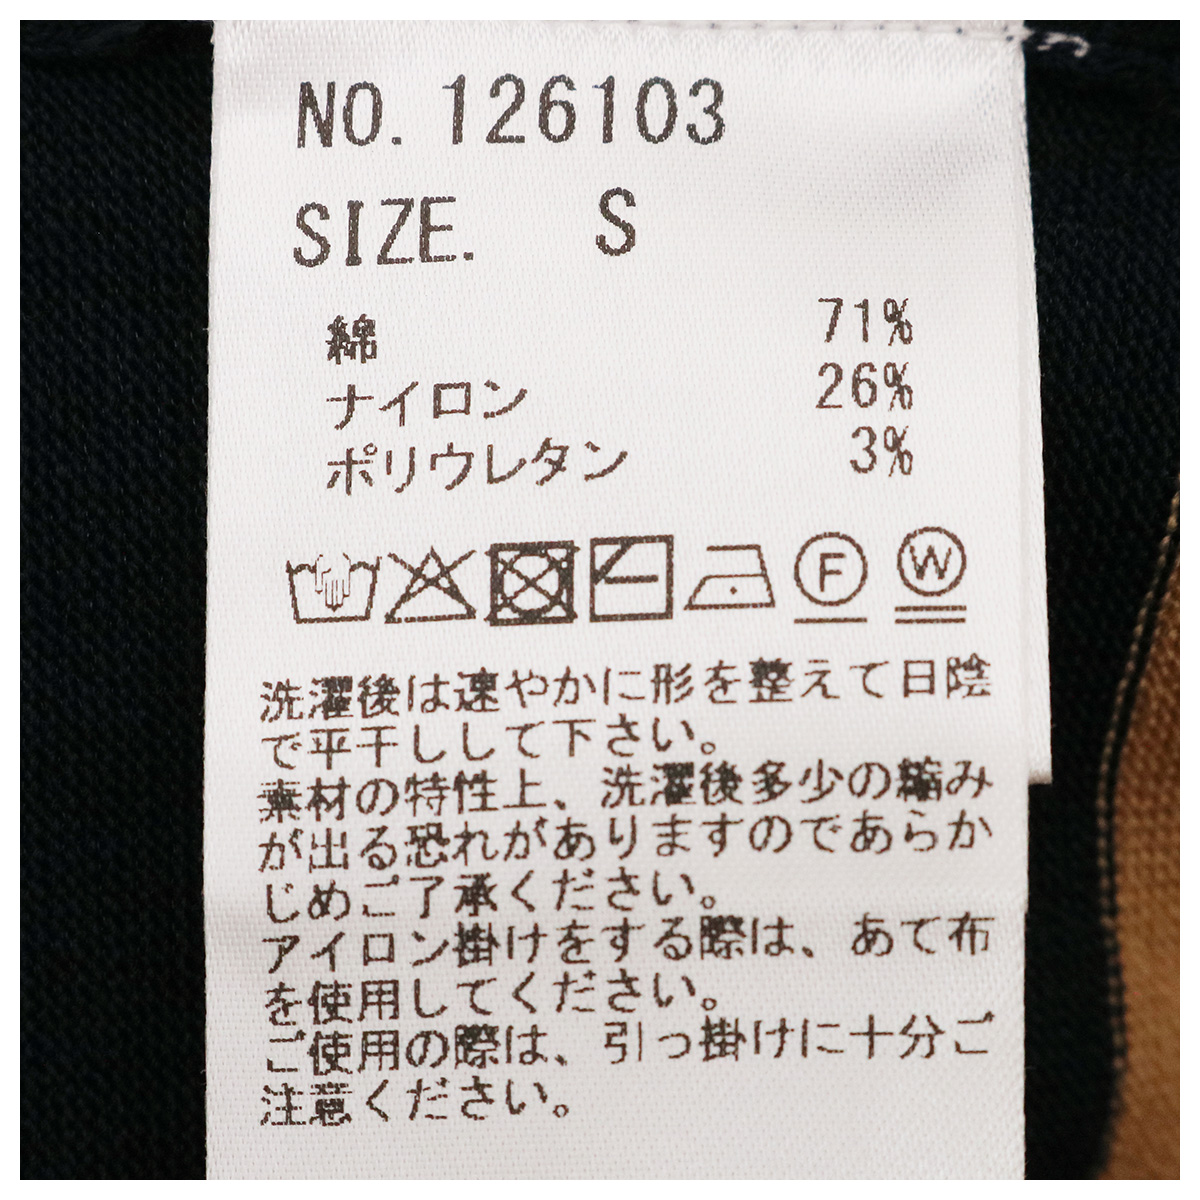 NO. 126103
SIZE. S
綿 71%
ナイロン 26%
ポリウレタン 3%
F W
洗濯後は速やかに形を整えて日陰
で平干しして下さい。
素材の特性上、洗濯後多少の縮み
が出る恐れがありますのであらか
じめご了承ください。
アイロン掛けをする際は、あて布
を使用してください。
ご使用の際は、引っ掛けに十分ご
注意ください。